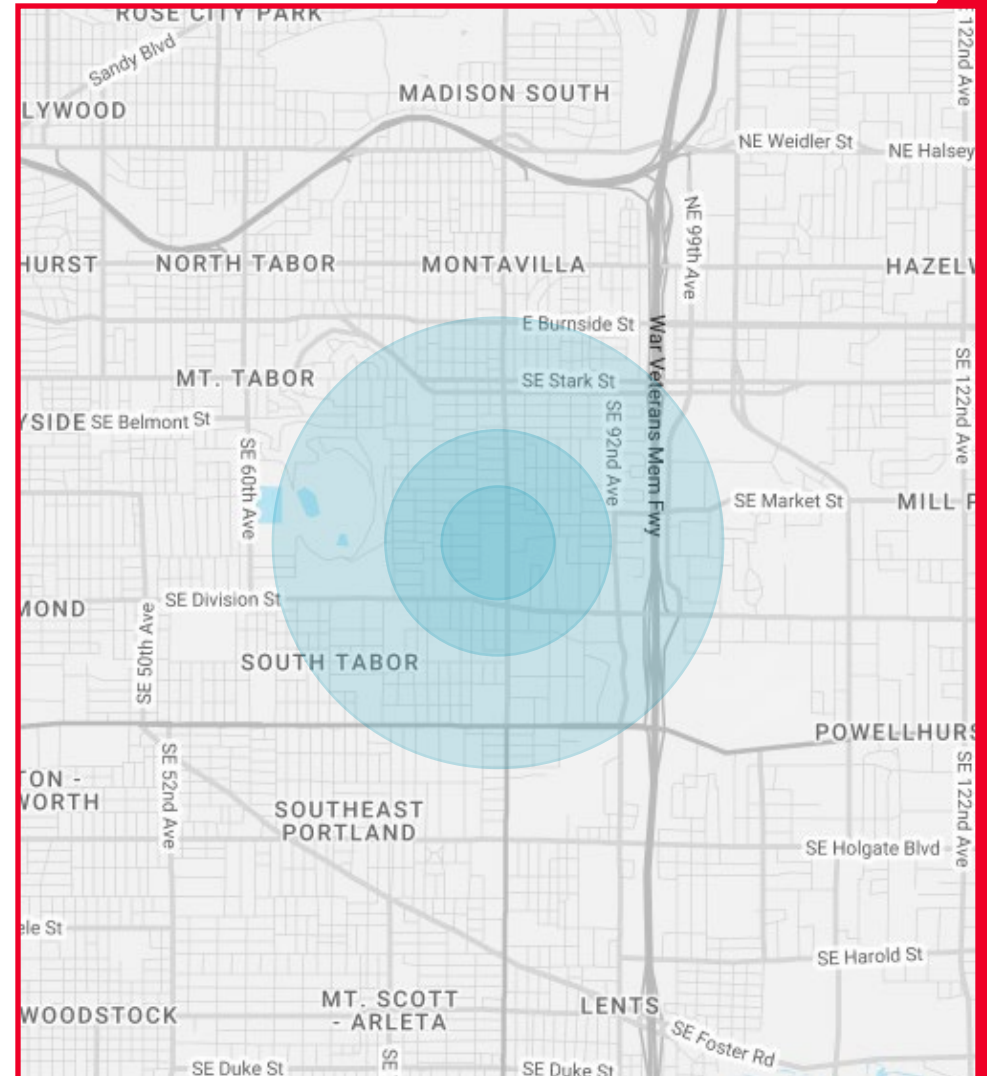 ROSE CITY PARK
122nd Ave
Sandy Blvd
MADISON SOUTH
LYWOOD
NE Weidler St
NE Halsey
NE 99th Ave
HURST
NORTH TABOR
MONTAVILLA
HAZELW
E Burnside St
War Veterans Mem Fwy
SE 122nd Ave
MT. TABOR
SE Stark St
YSIDE
SE Belmont St
SE 92nd Ave
SE 60th Ave
SE Market St
MILL P
MOND
SE Division St
SE 50th Ave
SOUTH TABOR
POWELLHURS
SE 52nd Ave
SE 122nd Ave
TON -
WORTH
SOUTHEAST
PORTLAND
SE Holgate Blvd
ele St
SE Harold St
WOODSTOCK
MT. SCOTT
- ARLETA
LENTS
SE Foster Rd
SE Duke St
SE
SE Duke St